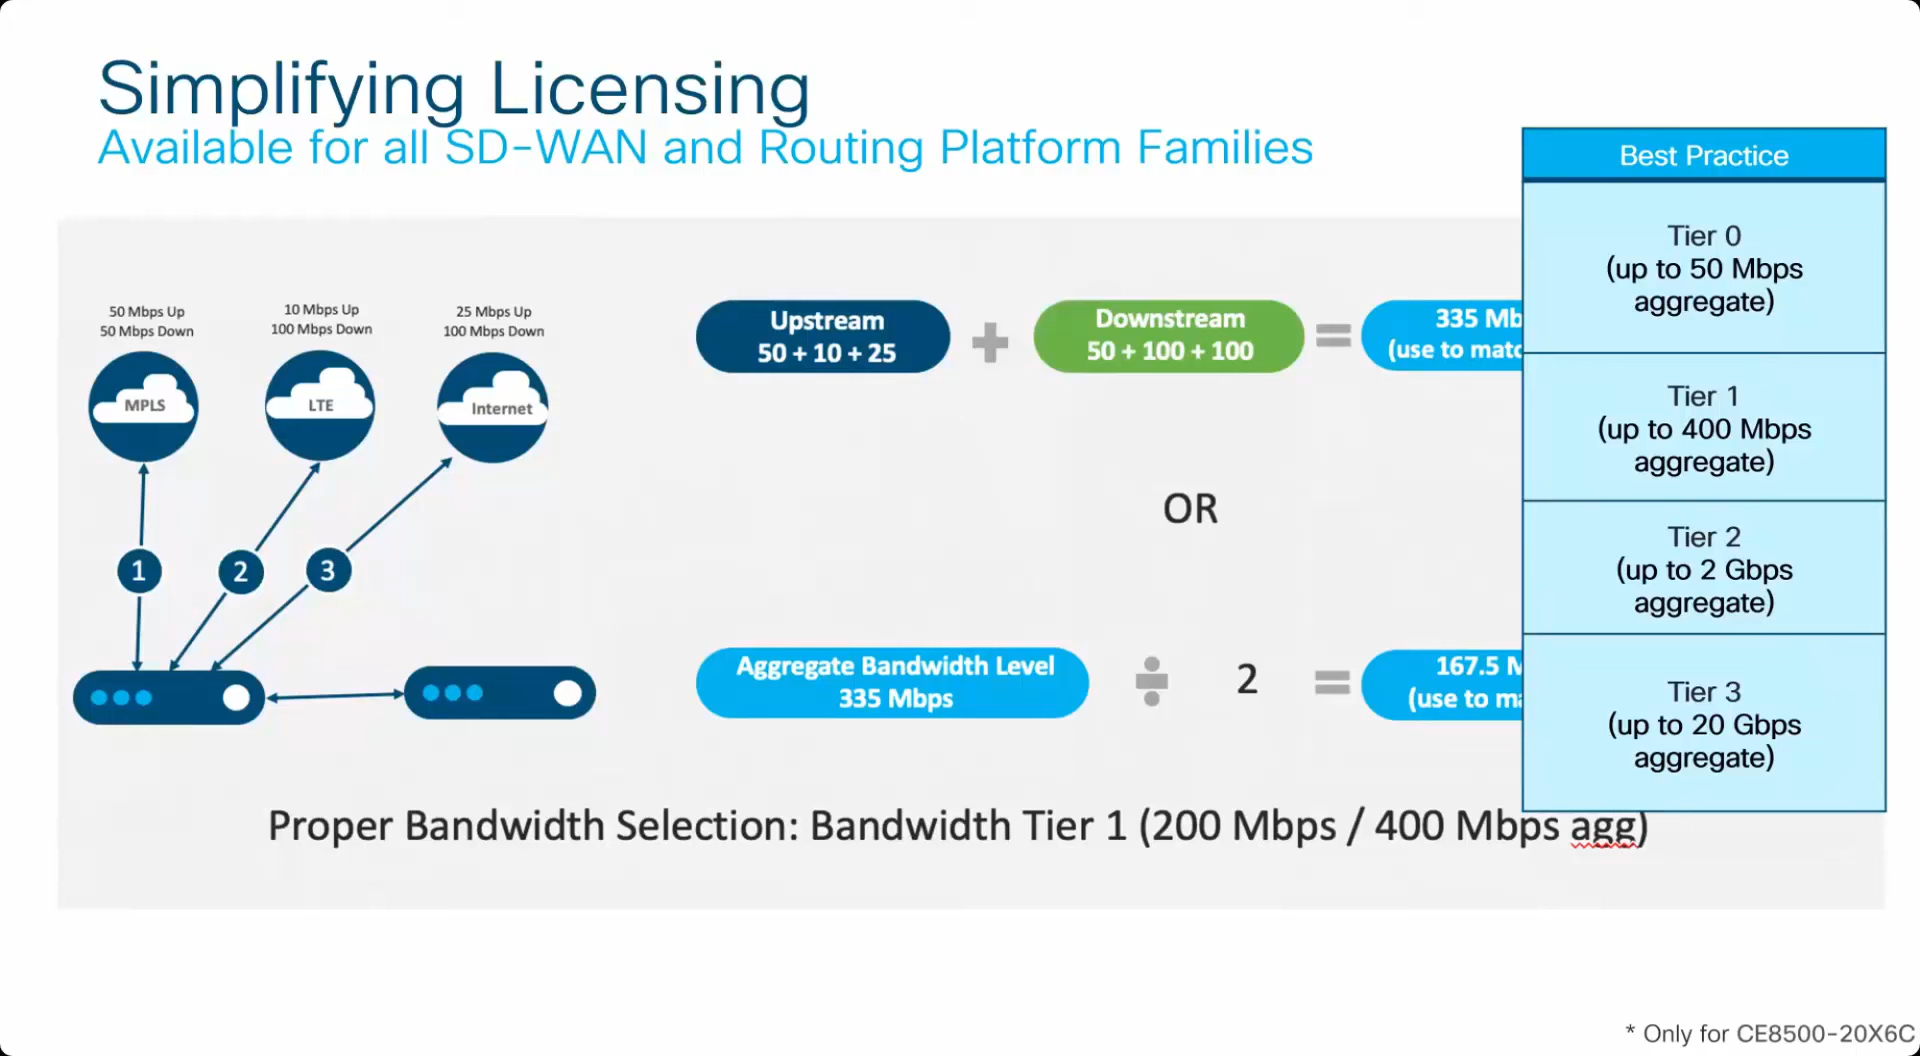 Simplifying Licensing
Available for all SD-WAN and Routing Platform Families
50 Mbps Up
50 Mbps Down
10 Mbps Up
100 Mbps Down
25 Mbps Up
100 Mbps Down
MPLS
LTE
Internet
1
2
3
Upstream
50 + 10 + 25
+
Downstream
50 + 100 + 100
=
335 Mb
(use to matc
OR
Aggregate Bandwidth Level
335 Mbps
÷
2
=
167.5 M
(use to ma
Proper Bandwidth Selection: Bandwidth Tier 1 (200 Mbps / 400 Mbps agg)
Best Practice
Tier 0
(up to 50 Mbps
aggregate)
Tier 1
(up to 400 Mbps
aggregate)
Tier 2
(up to 2 Gbps
aggregate)
Tier 3
(up to 20 Gbps
aggregate)
* Only for CE8500-20X6C